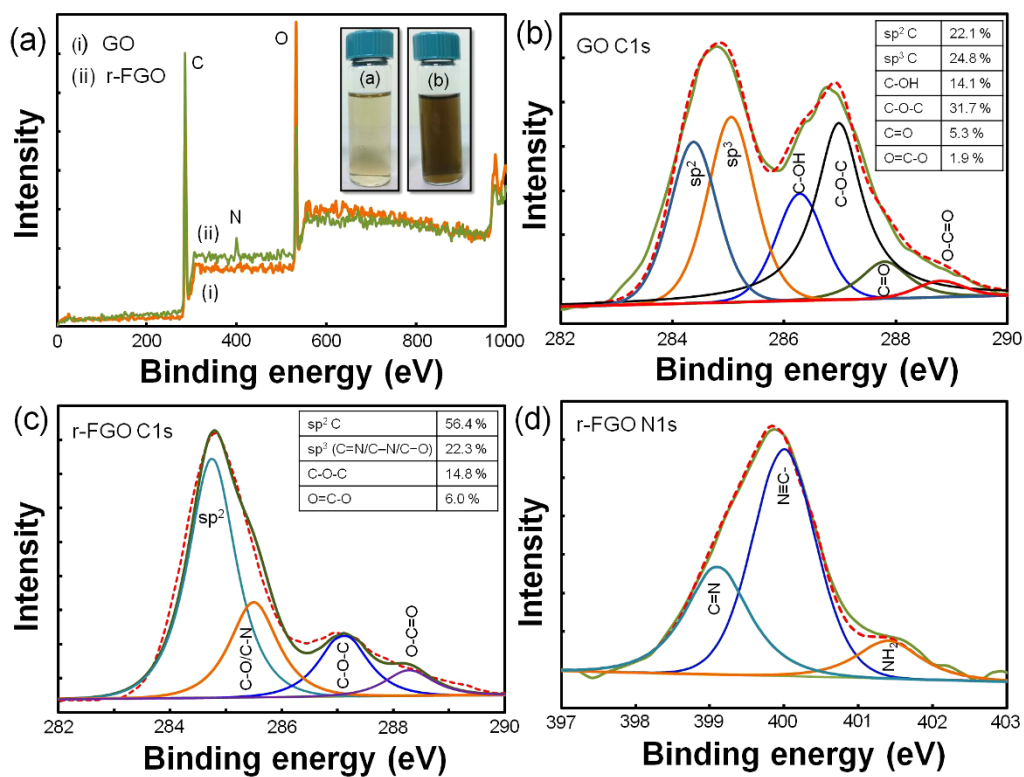 (a)
(i) GO
(ii) r-FGO
C
O
N
(ii)
(i)
(a)
(b)
Intensity
0 200 400 600 800 1000
Binding energy (eV)
(b)
GO C1s
sp² C 22.1 %
sp³ C 24.8 %
C-OH 14.1 %
C-O-C 31.7 %
C=O 5.3 %
O=C-O 1.9 %
sp²
sp³
C-OH
C-O-C
C=O
O-C=O
Intensity
282 284 286 288 290
Binding energy (eV)
(c)
r-FGO C1s
sp² C 56.4 %
sp³ (C=N/C–N/C–O) 22.3 %
C-O-C 14.8 %
O=C-O 6.0 %
sp²
C-O/C-N
C-O-C
O-C=O
Intensity
282 284 286 288 290
Binding energy (eV)
(d)
r-FGO N1s
C=N
N≡C-
NH₂
Intensity
397 398 399 400 401 402 403
Binding energy (eV)